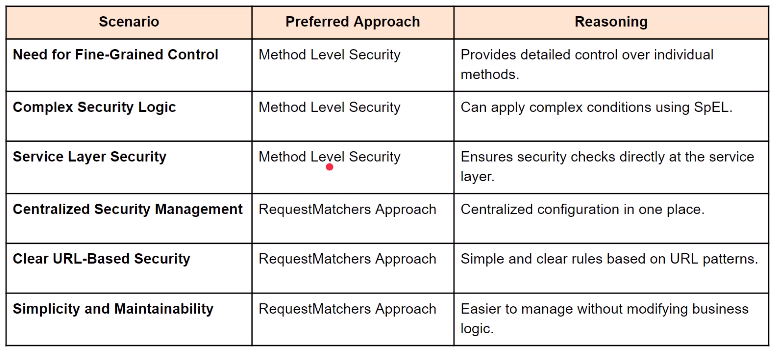 Scenario Preferred Approach Reasoning
Need for Fine-Grained Control Method Level Security Provides detailed control over individual
methods.
Complex Security Logic Method Level Security Can apply complex conditions using SpEL.
Service Layer Security Method Level Security Ensures security checks directly at the service
layer.
Centralized Security Management RequestMatchers Approach Centralized configuration in one place.
Clear URL-Based Security RequestMatchers Approach Simple and clear rules based on URL patterns.
Simplicity and Maintainability RequestMatchers Approach Easier to manage without modifying business
logic.